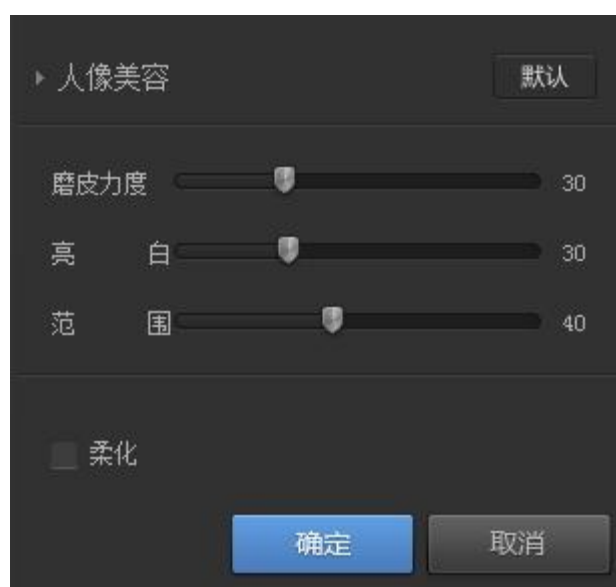 人像美容 默认
磨皮力度 30
亮 白 30
范 围 40
柔化
确定 取消